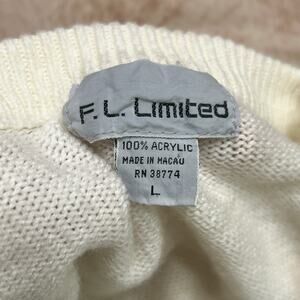 F.L. Limited
100% ACRYLIC
MADE IN MACAU
RN 38774
L